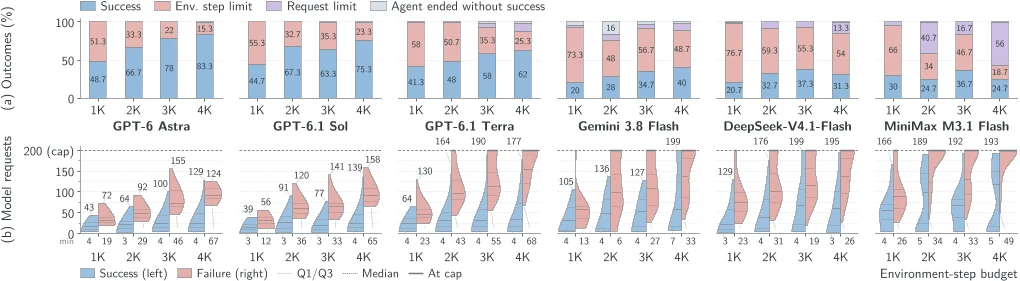 Success Env. step limit Request limit Agent ended without success
(a) Outcomes (%)
100
50
0
51.3 33.3 22 15.3
48.7 66.7 78 83.3
55.3 32.7 35.3 23.3
44.7 67.3 63.3 75.3
58 50.7 35.3 25.3
41.3 48 58 62
16
73.3 48 56.7 48.7
20 28 34.7 40
13.3
76.7 59.3 55.3 54
20.7 32.7 37.3 31.3
40.7 16.7 56
66 34 46.7 18.7
30 24.7 36.7 24.7
1K 2K 3K 4K 1K 2K 3K 4K 1K 2K 3K 4K 1K 2K 3K 4K 1K 2K 3K 4K 1K 2K 3K 4K
GPT-6 Astra GPT-6.1 Sol GPT-6.1 Terra Gemini 3.8 Flash DeepSeek-V4.1-Flash MiniMax M3.1 Flash
(b) Model requests
200 (cap)
150
100
50
0
43 72 64 92 100 155 129 124
39 56 91 120 77 141 139 158
64 130 164 190 177
105 136 127 199
129 176 199 195
166 189 192 193
min 4 19 3 29 4 46 4 67 3 12 3 36 3 33 4 65 4 23 4 43 4 55 4 68 4 13 4 6 4 27 7 33 3 23 4 31 4 19 3 26 4 26 5 34 4 33 5 49
1K 2K 3K 4K 1K 2K 3K 4K 1K 2K 3K 4K 1K 2K 3K 4K 1K 2K 3K 4K 1K 2K 3K 4K
Success (left) Failure (right) Q1/Q3 Median At cap
Environment-step budget